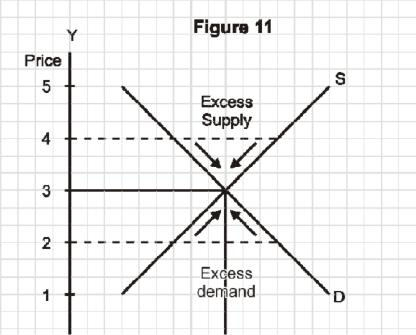 Figure 11
Y
Price
5
S
Excess
Supply
4
3
2
Excess
demand
1
D